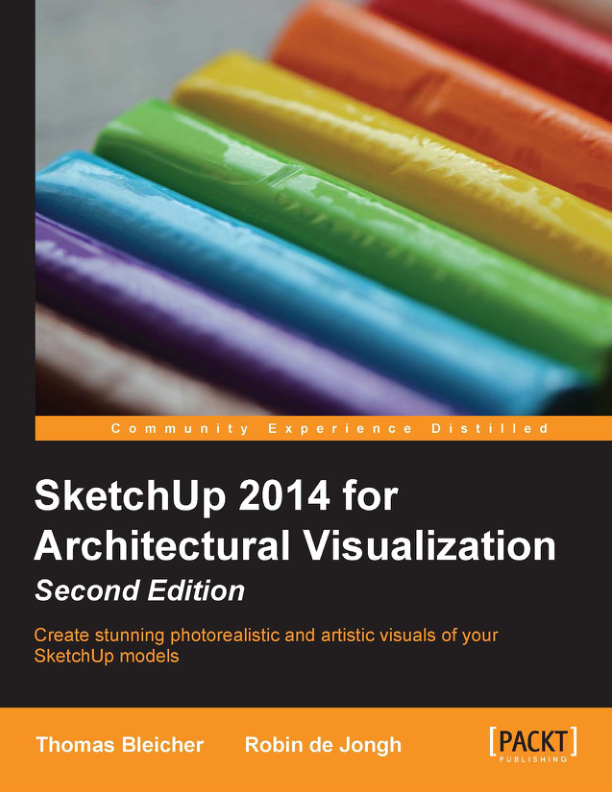 Community Experience Distilled
SketchUp 2014 for
Architectural Visualization
Second Edition
Create stunning photorealistic and artistic visuals of your
SketchUp models
Thomas Bleicher Robin de Jongh
[PACKT]
PUBLISHING